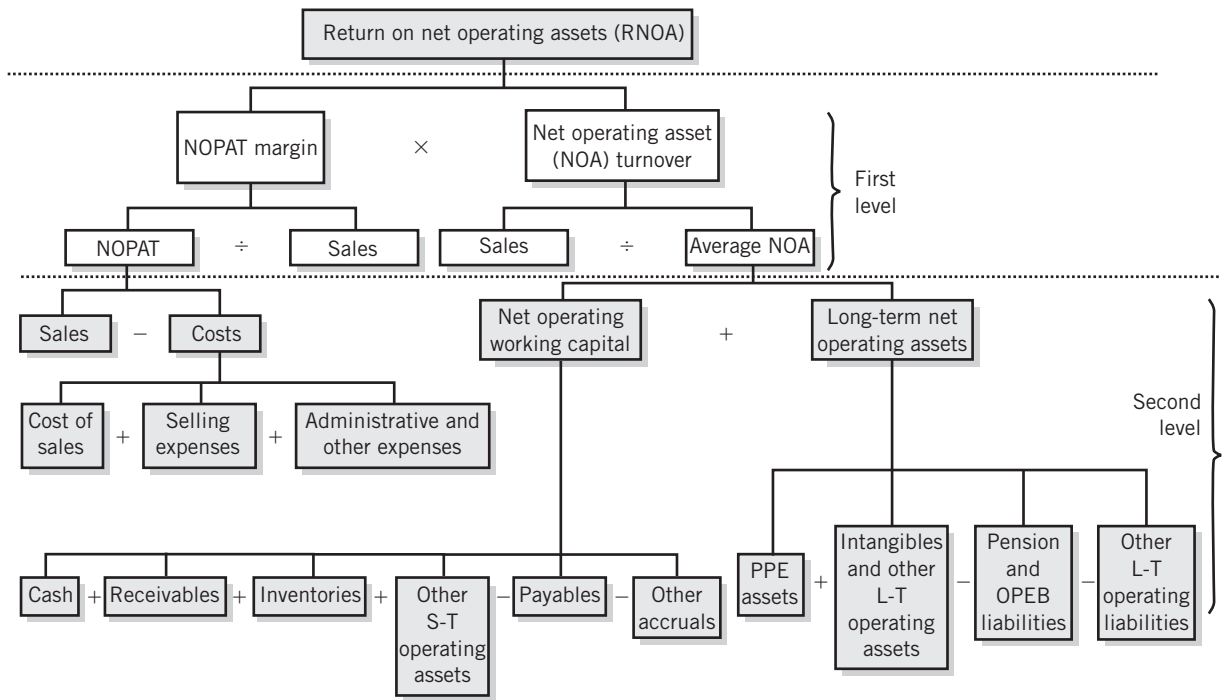 Return on net operating assets (RNOA)
NOPAT margin
×
Net operating asset
(NOA) turnover
First
level
NOPAT
÷
Sales
Sales
÷
Average NOA
Sales
–
Costs
Net operating
working capital
+
Long-term net
operating assets
Second
level
Cost of
sales
+
Selling
expenses
+
Administrative and
other expenses
Cash
+
Receivables
+
Inventories
+
Other
S-T
operating
assets
–
Payables
–
Other
accruals
PPE
assets
+
Intangibles
and other
L-T
operating
assets
–
Pension
and
OPEB
liabilities
–
Other
L-T
operating
liabilities